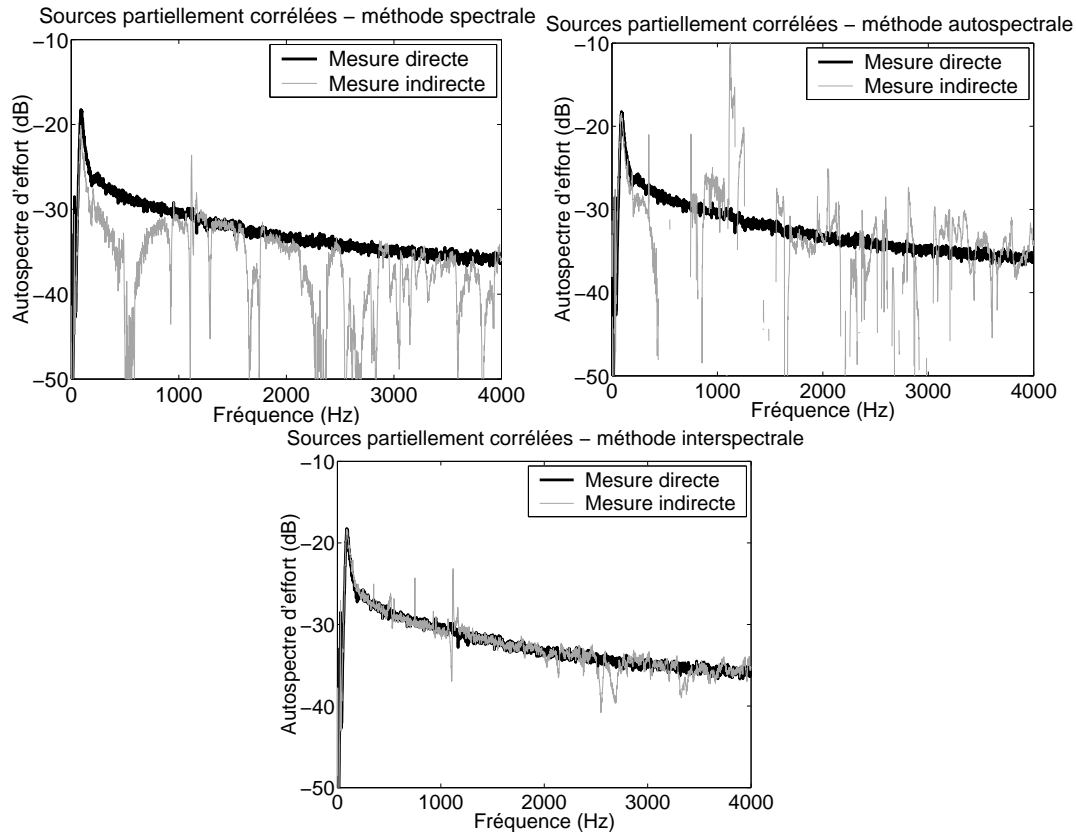 Sources partiellement corrélées – méthode spectrale
Mesure directe
Mesure indirecte
Autospectre d'effort (dB)
−10
−20
−30
−40
−50
0
1000
2000
3000
4000
Fréquence (Hz)
Sources partiellement corrélées – méthode autospectrale
Mesure directe
Mesure indirecte
Autospectre d'effort (dB)
−10
−20
−30
−40
−50
0
1000
2000
3000
4000
Fréquence (Hz)
Sources partiellement corrélées – méthode interspectrale
Mesure directe
Mesure indirecte
Autospectre d'effort (dB)
−10
−20
−30
−40
−50
0
1000
2000
3000
4000
Fréquence (Hz)